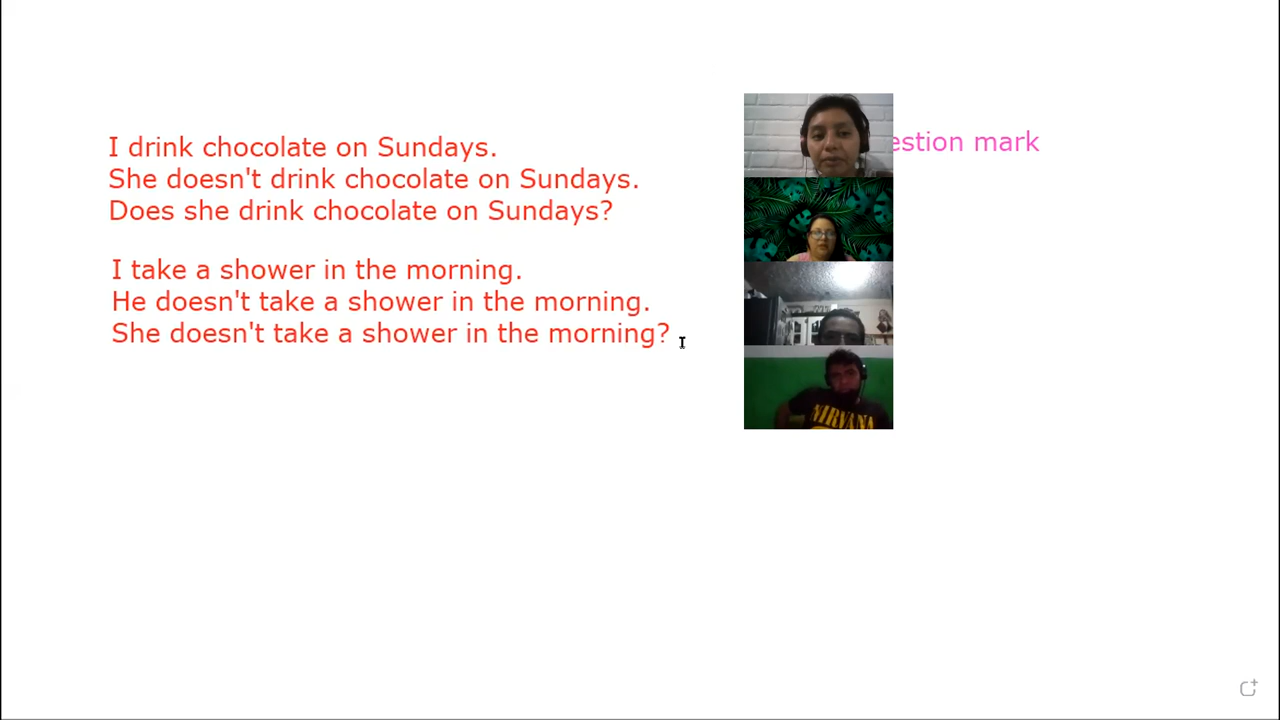 I drink chocolate on Sundays.
She doesn't drink chocolate on Sundays.
Does she drink chocolate on Sundays?
I take a shower in the morning.
He doesn't take a shower in the morning.
She doesn't take a shower in the morning?
estion mark
NIRVANA